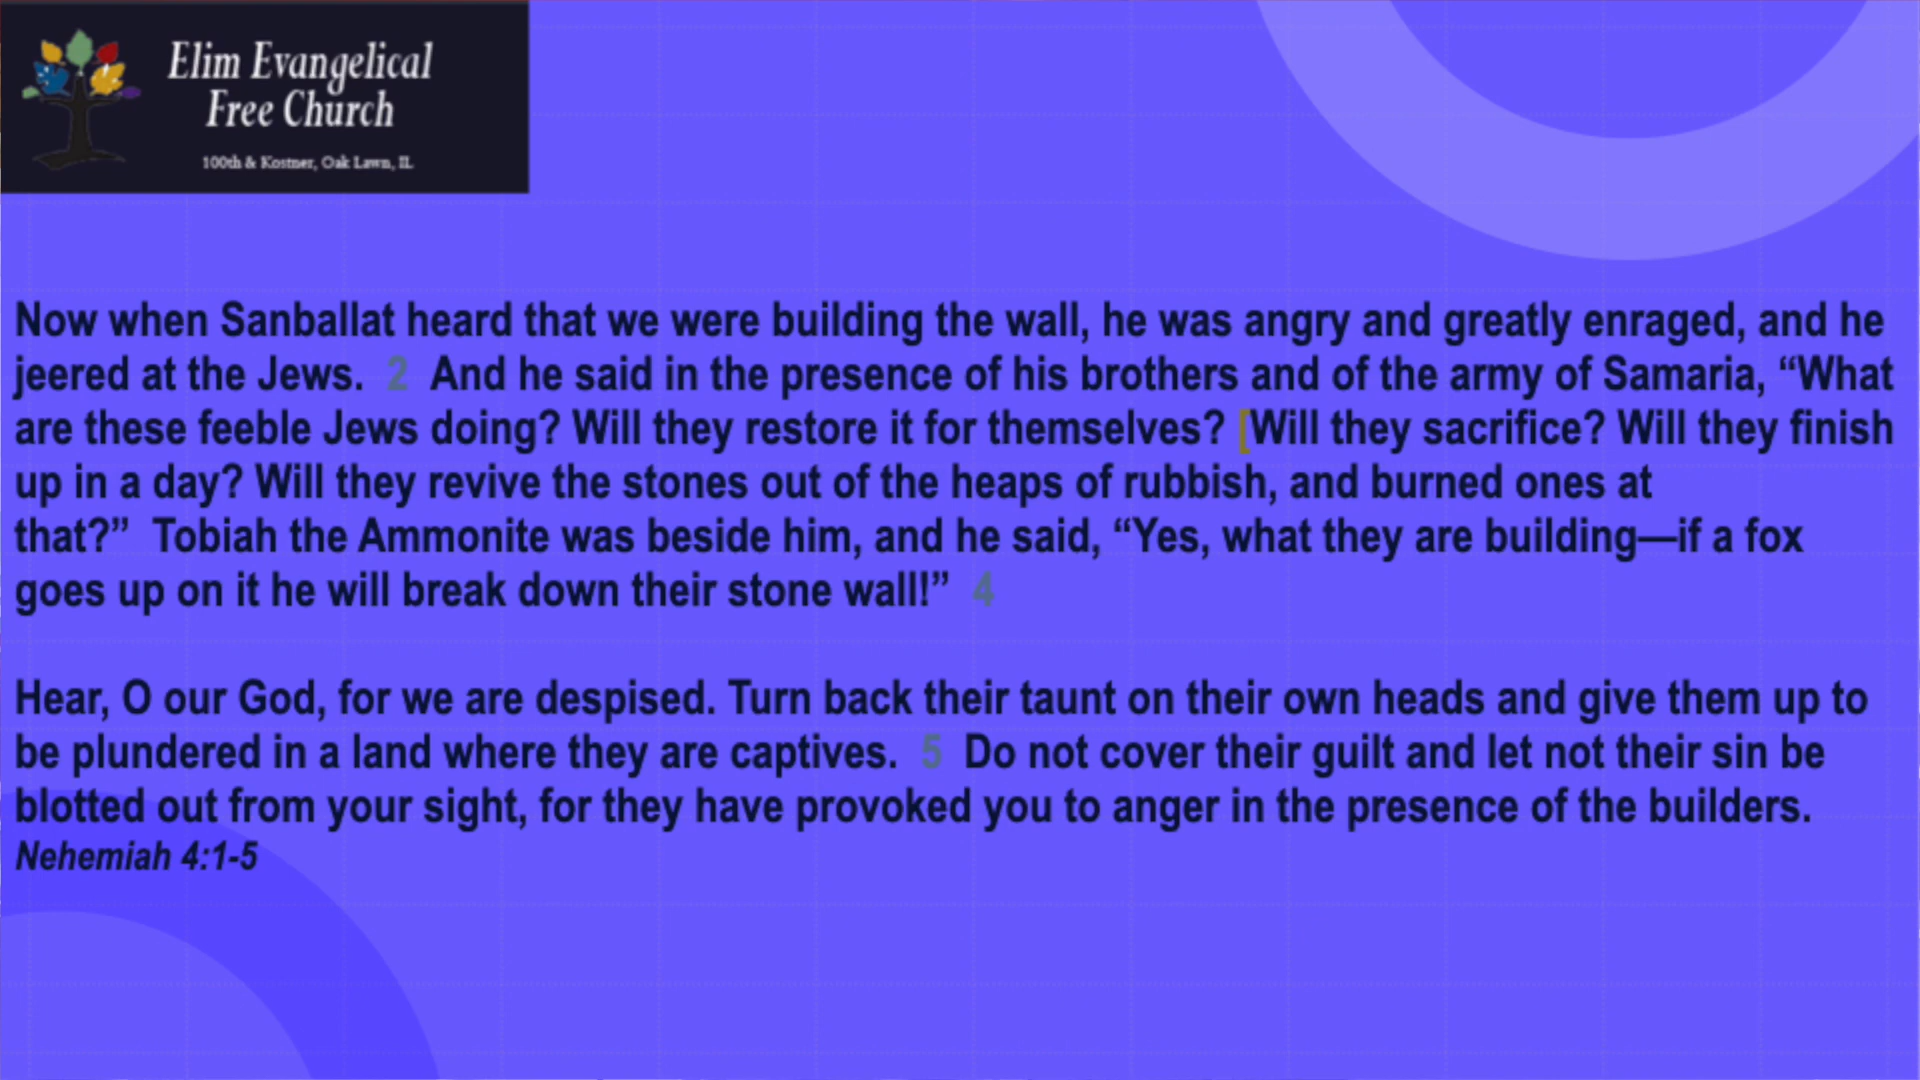 Elim Evangelical
Free Church
100th & Kostner, Oak Lawn, IL
Now when Sanballat heard that we were building the wall, he was angry and greatly enraged, and he
jeered at the Jews. 2 And he said in the presence of his brothers and of the army of Samaria, “What
are these feeble Jews doing? Will they restore it for themselves? [Will they sacrifice? Will they finish
up in a day? Will they revive the stones out of the heaps of rubbish, and burned ones at
that?” Tobiah the Ammonite was beside him, and he said, “Yes, what they are building—if a fox
goes up on it he will break down their stone wall!” 4
Hear, O our God, for we are despised. Turn back their taunt on their own heads and give them up to
be plundered in a land where they are captives. 5 Do not cover their guilt and let not their sin be
blotted out from your sight, for they have provoked you to anger in the presence of the builders.
Nehemiah 4:1-5